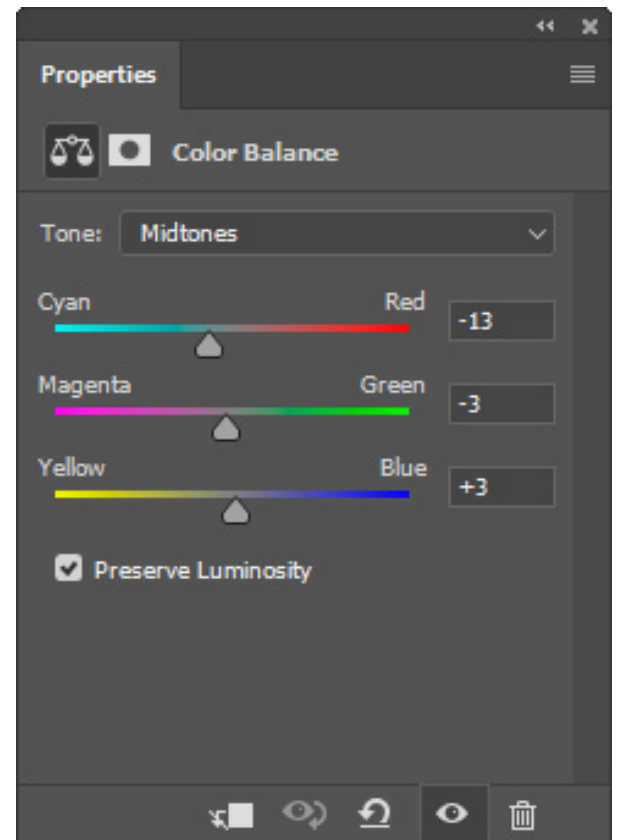 Properties
Color Balance
Tone: Midtones
Cyan Red -13
Magenta Green -3
Yellow Blue +3
Preserve Luminosity